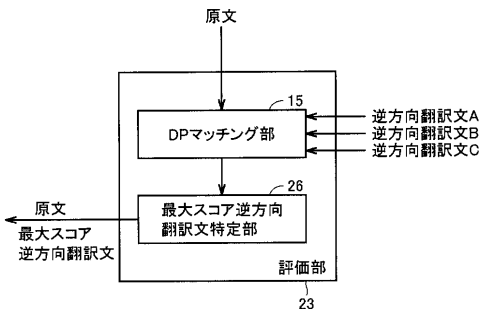 原文
15
DPマッチング部
逆方向翻訳文A
逆方向翻訳文B
逆方向翻訳文C
26
最大スコア逆方向
翻訳文特定部
原文
最大スコア
逆方向翻訳文
評価部
23